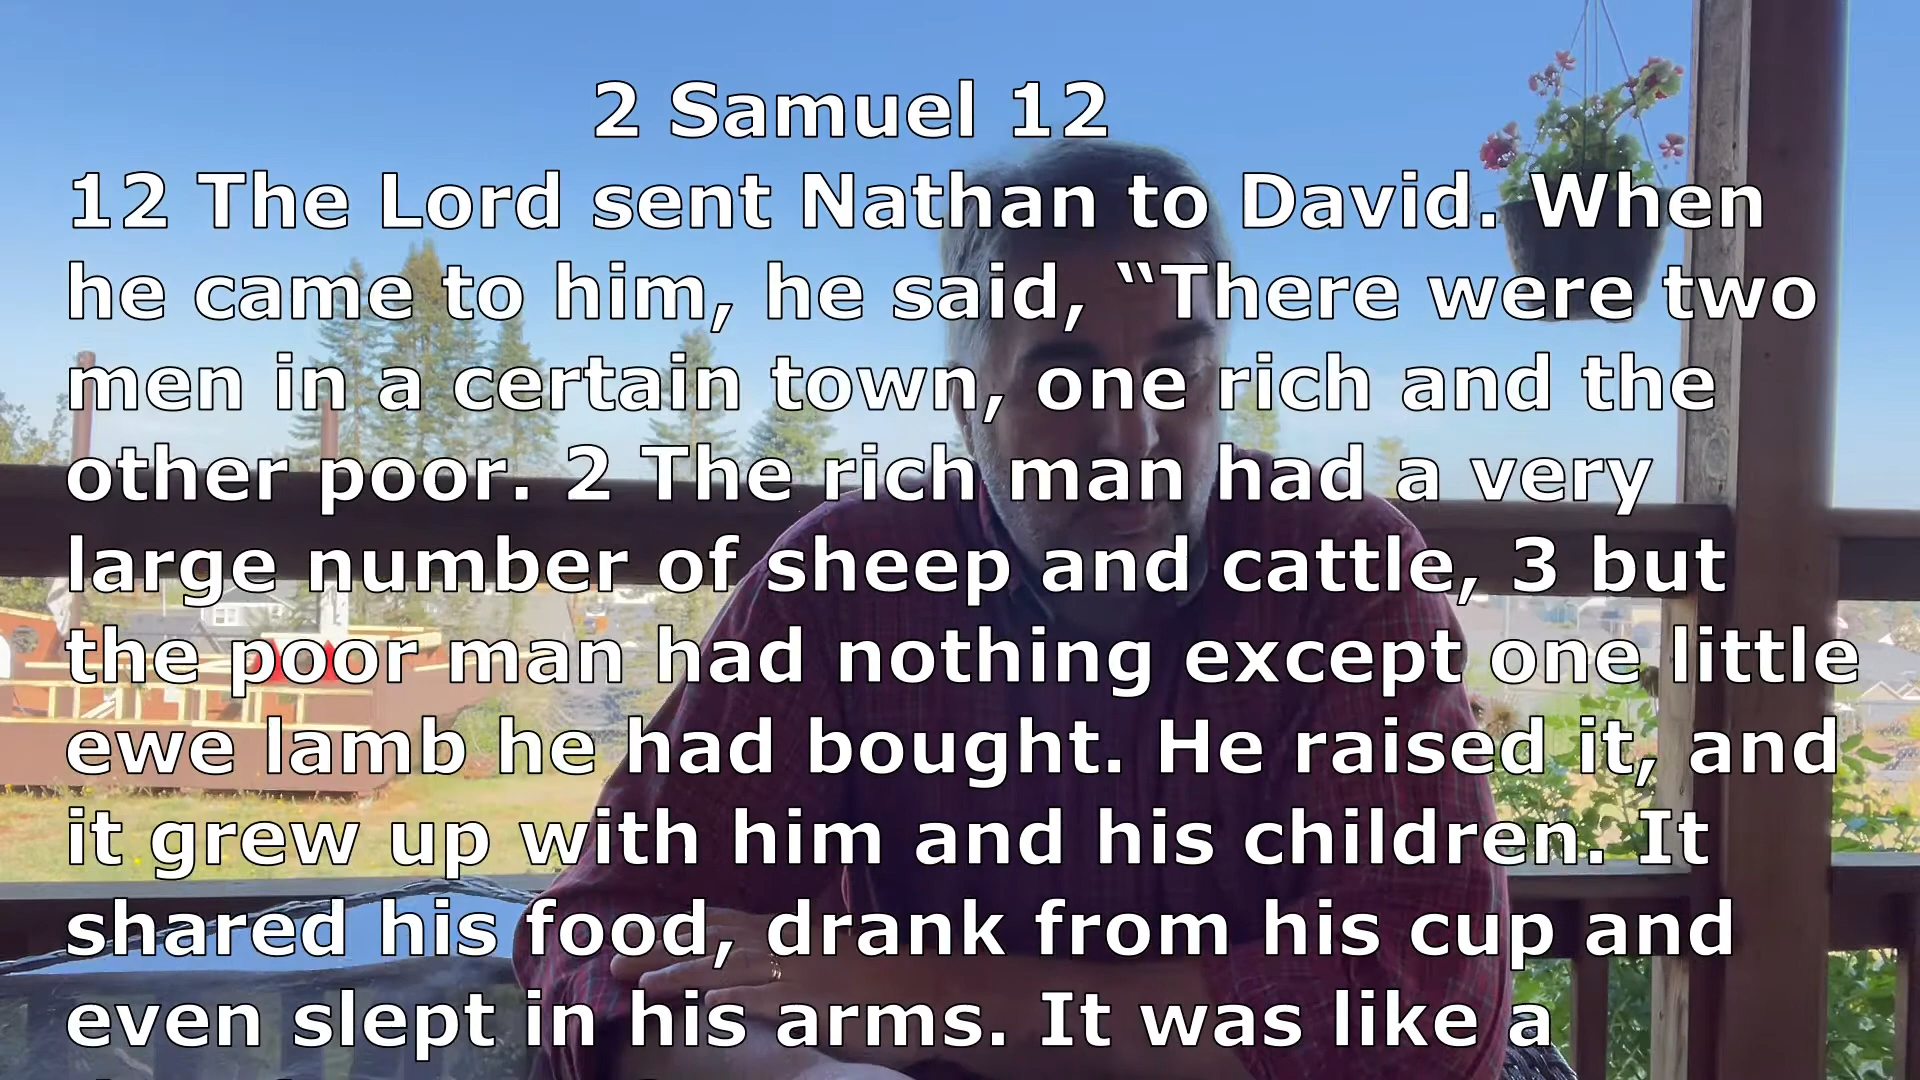 2 Samuel 12
12 The Lord sent Nathan to David. When
he came to him, he said, “There were two
men in a certain town, one rich and the
other poor. 2 The rich man had a very
large number of sheep and cattle, 3 but
the poor man had nothing except one little
ewe lamb he had bought. He raised it, and
it grew up with him and his children. It
shared his food, drank from his cup and
even slept in his arms. It was like a